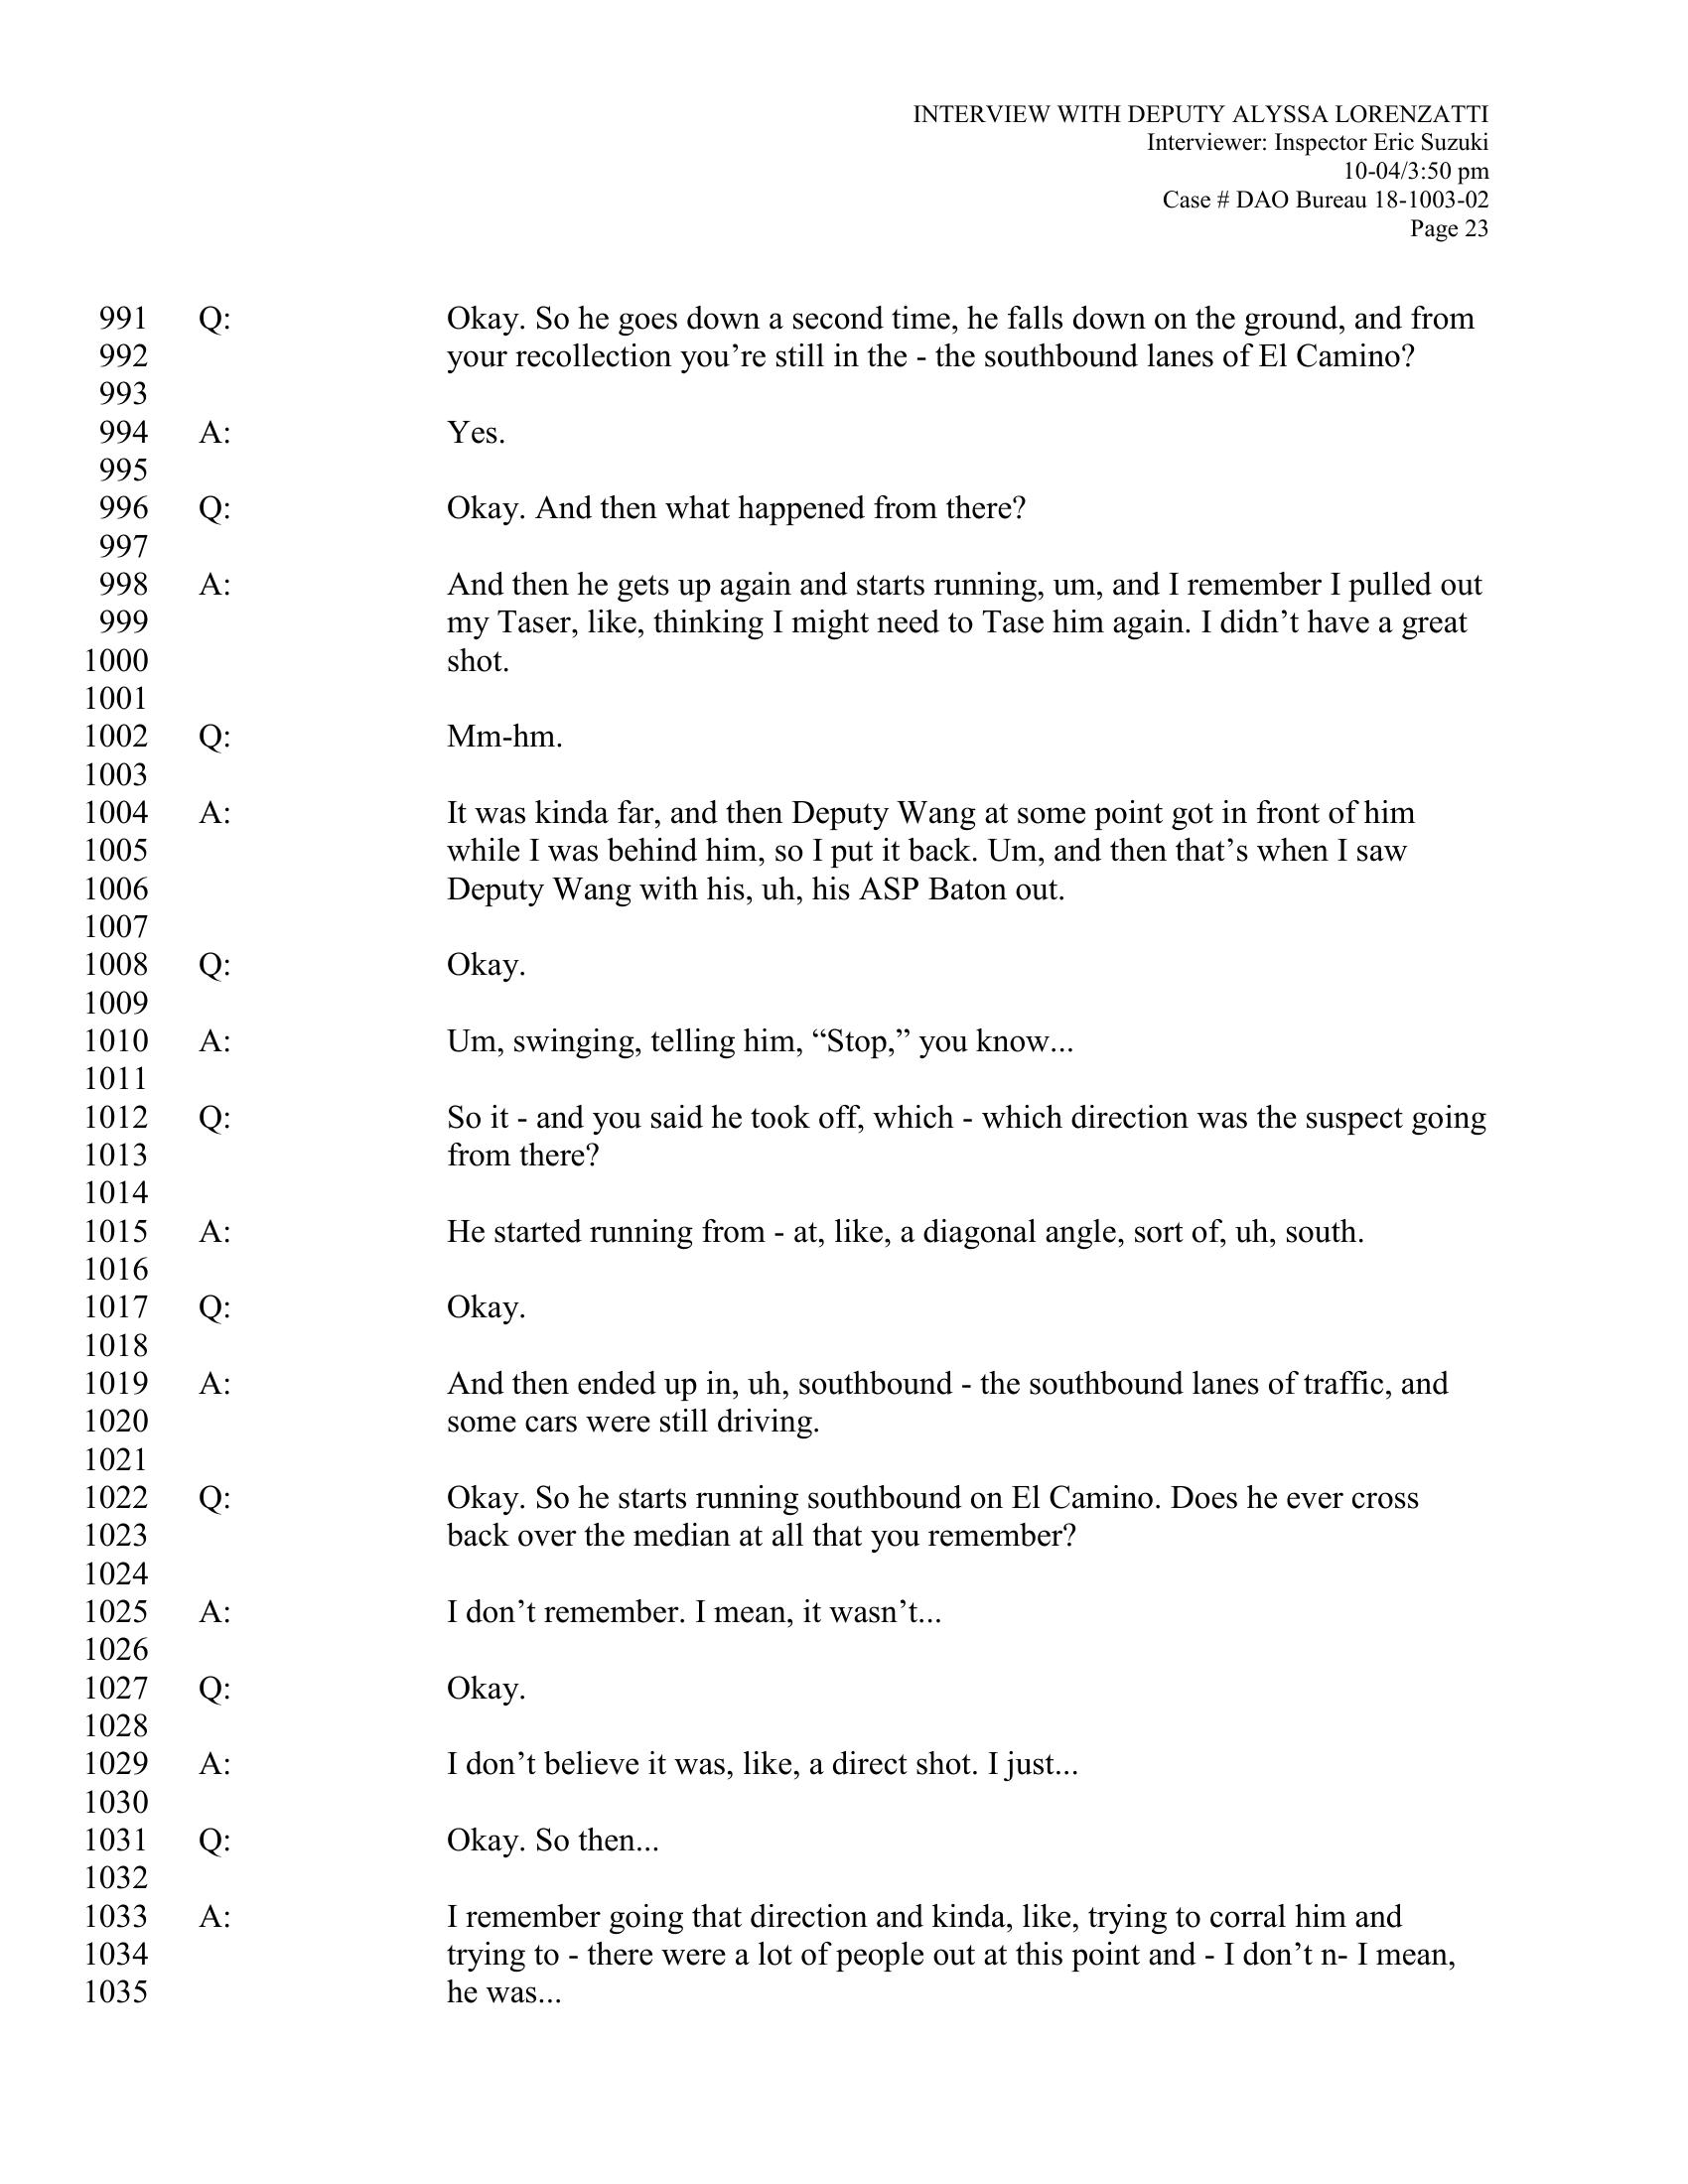 INTERVIEW WITH DEPUTY ALYSSA LORENZATTI
Interviewer: Inspector Eric Suzuki
10-04/3:50 pm
Case # DAO Bureau 18-1003-02
Page 23
991 Q: Okay. So he goes down a second time, he falls down on the ground, and from
992 your recollection you’re still in the - the southbound lanes of El Camino?
993
994 A: Yes.
995
996 Q: Okay. And then what happened from there?
997
998 A: And then he gets up again and starts running, um, and I remember I pulled out
999 my Taser, like, thinking I might need to Tase him again. I didn’t have a great
1000 shot.
1001
1002 Q: Mm-hm.
1003
1004 A: It was kinda far, and then Deputy Wang at some point got in front of him
1005 while I was behind him, so I put it back. Um, and then that’s when I saw
1006 Deputy Wang with his, uh, his ASP Baton out.
1007
1008 Q: Okay.
1009
1010 A: Um, swinging, telling him, “Stop,” you know...
1011
1012 Q: So it - and you said he took off, which - which direction was the suspect going
1013 from there?
1014
1015 A: He started running from - at, like, a diagonal angle, sort of, uh, south.
1016
1017 Q: Okay.
1018
1019 A: And then ended up in, uh, southbound - the southbound lanes of traffic, and
1020 some cars were still driving.
1021
1022 Q: Okay. So he starts running southbound on El Camino. Does he ever cross
1023 back over the median at all that you remember?
1024
1025 A: I don’t remember. I mean, it wasn’t...
1026
1027 Q: Okay.
1028
1029 A: I don’t believe it was, like, a direct shot. I just...
1030
1031 Q: Okay. So then...
1032
1033 A: I remember going that direction and kinda, like, trying to corral him and
1034 trying to - there were a lot of people out at this point and - I don’t n- I mean,
1035 he was...